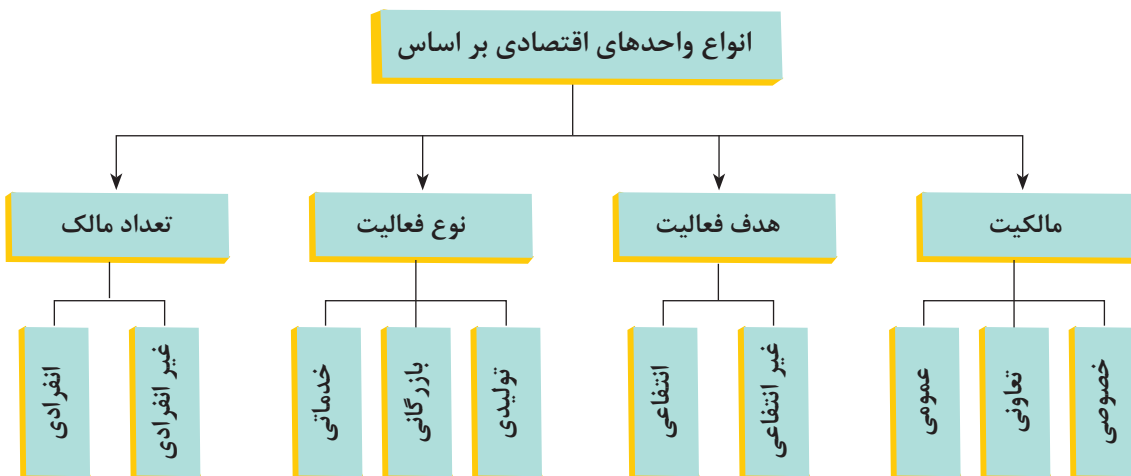 انواع واحدهای اقتصادی بر اساس
مالکیت
هدف فعالیت
نوع فعالیت
تعداد مالک
خصوصی
تعاونی
عمومی
غیر انتفاعی
انتفاعی
تولیدی
بازرگانی
خدماتی
غیر انفرادی
انفرادی